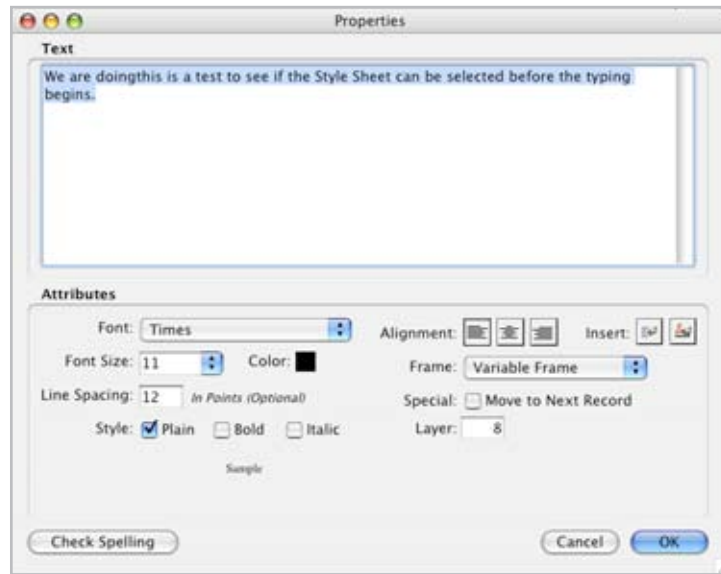 Properties
Text
We are doingthis is a test to see if the Style Sheet can be selected before the typing
begins.
Attributes
Font: Times
Alignment:
Insert:
Font Size: 11
Color:
Frame: Variable Frame
Line Spacing: 12 In Points (Optional)
Special: Move to Next Record
Style: Plain Bold Italic
Layer: 8
Sample
Check Spelling
Cancel
OK